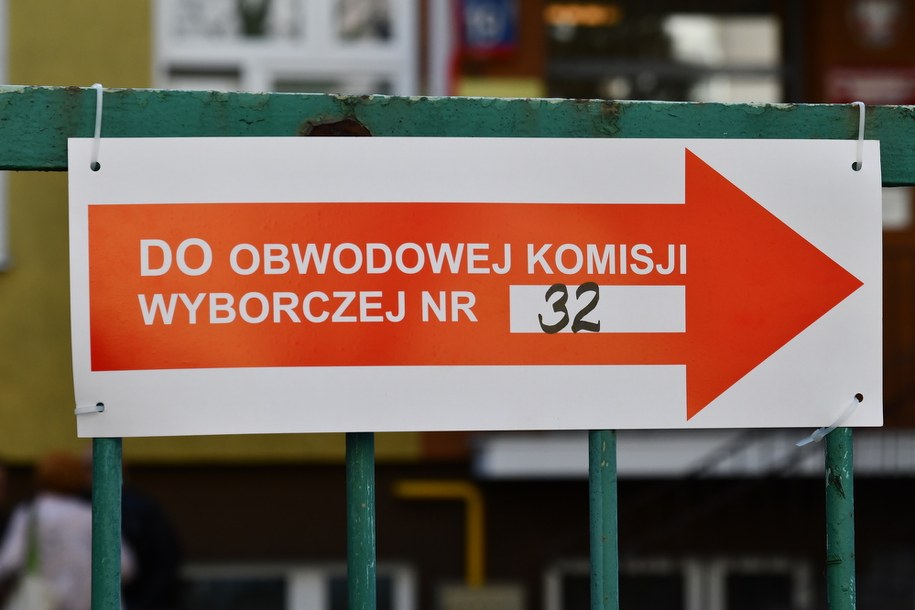 DO OBWODOWEJ KOMISJI
WYBORCZEJ NR 32